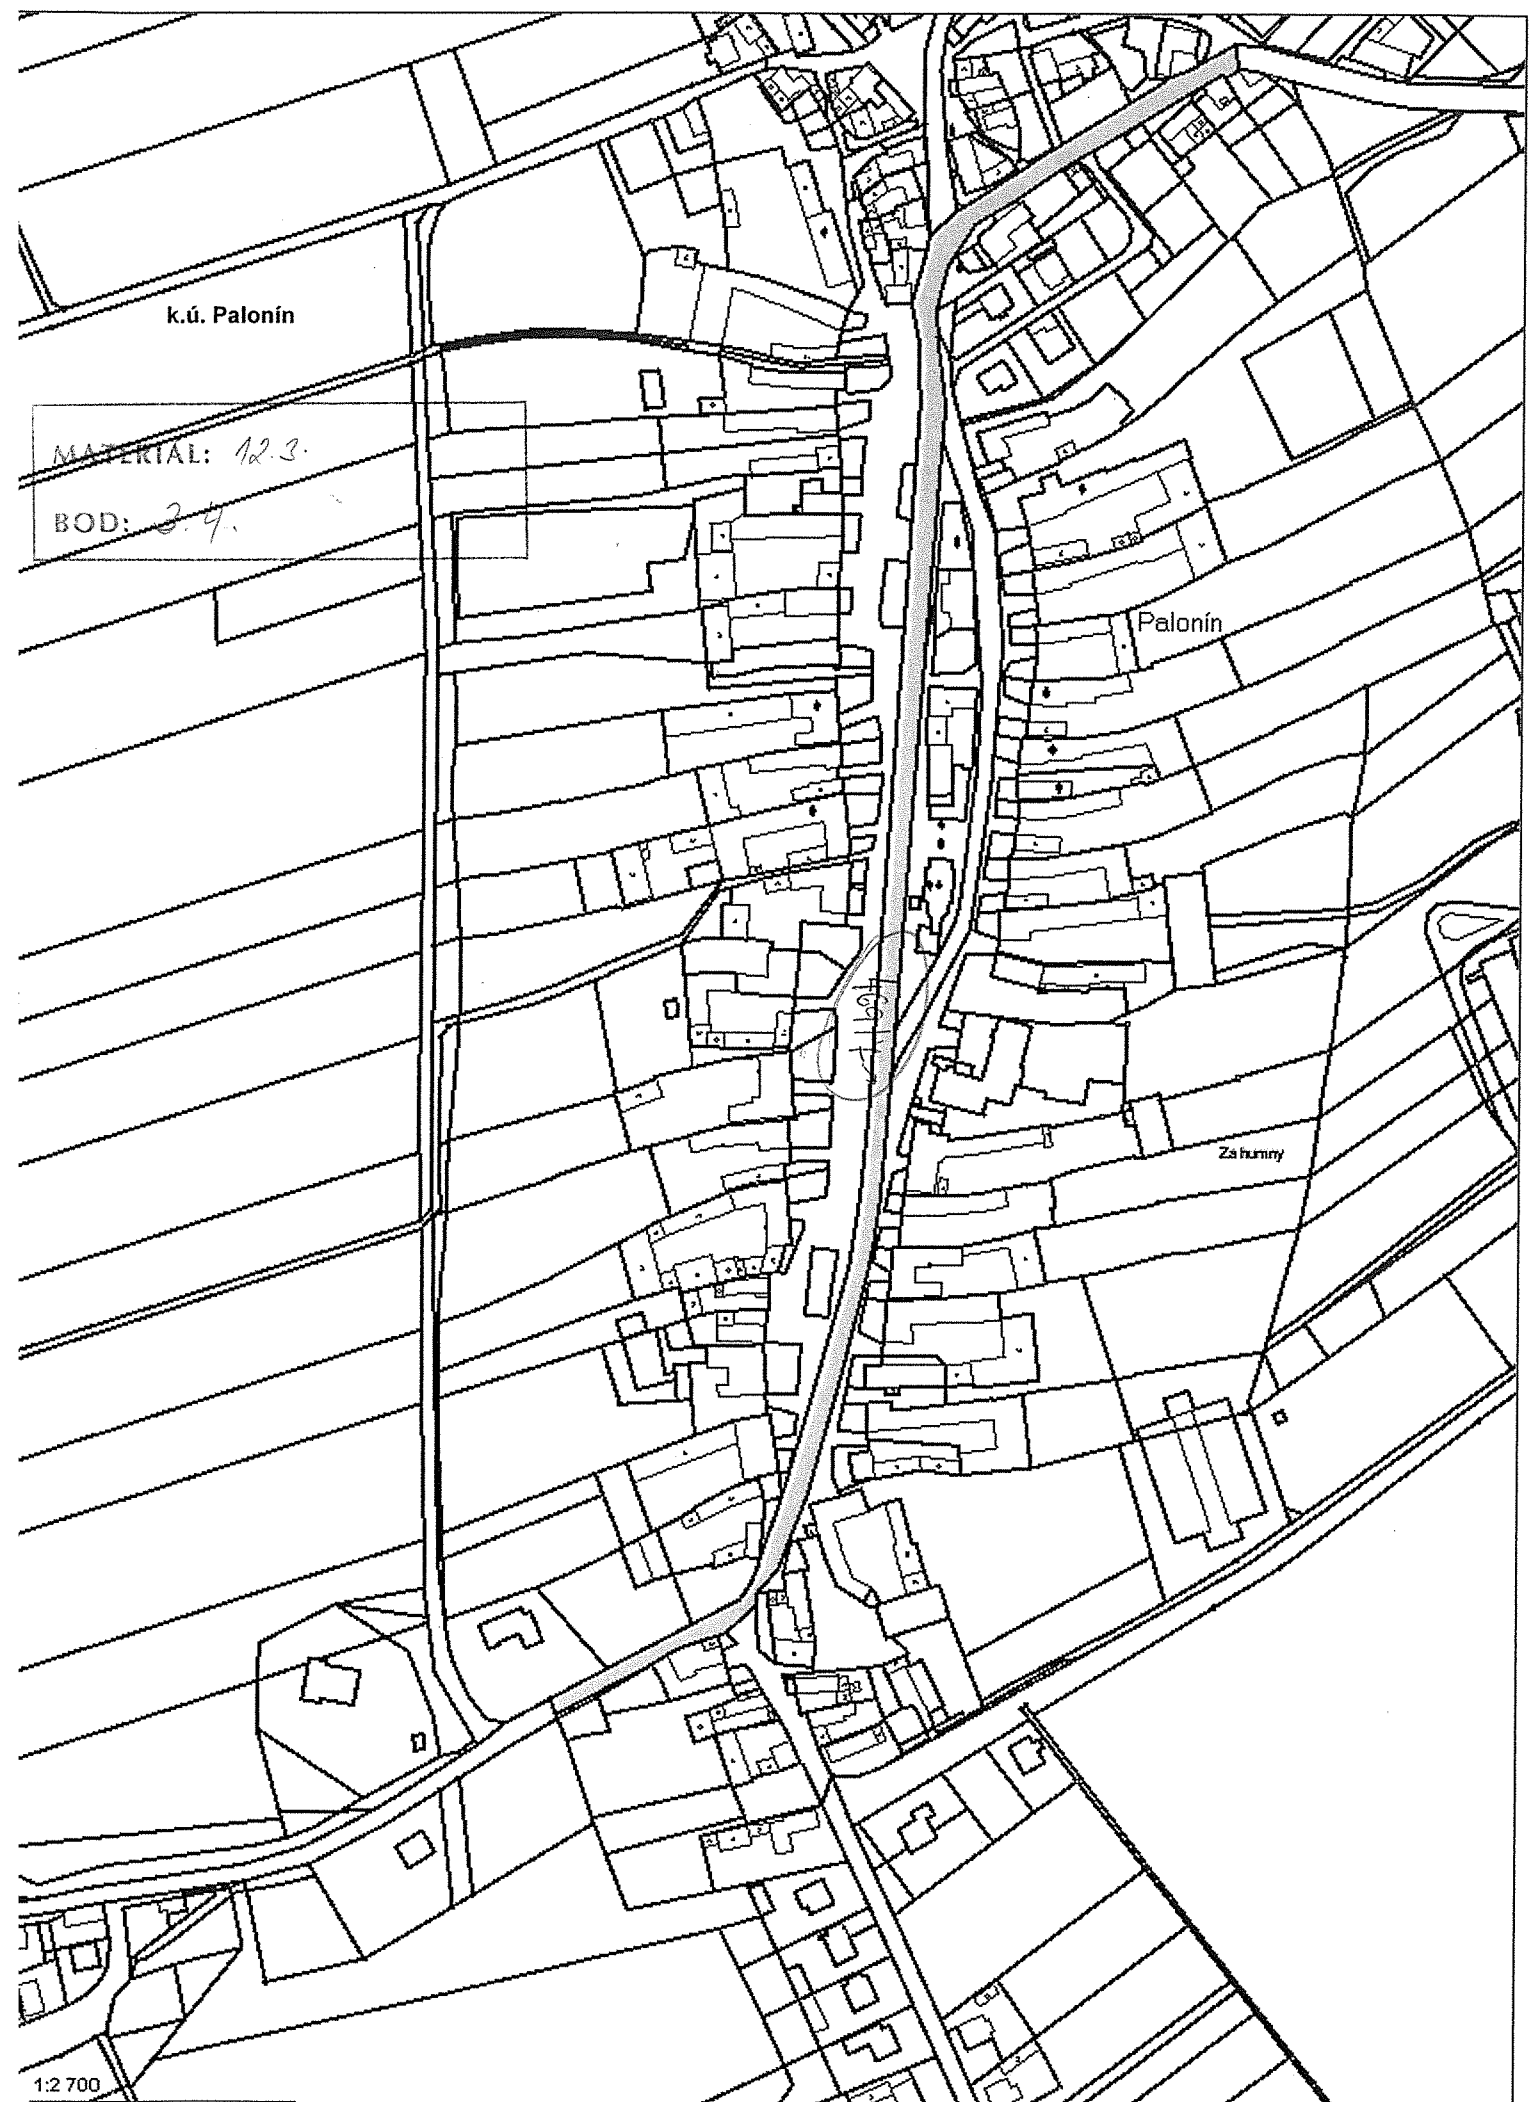 k.ú. Palonín
MATERIÁL: 12.3.
BOD: 3.4.
Palonín
Za humny
1:2 700